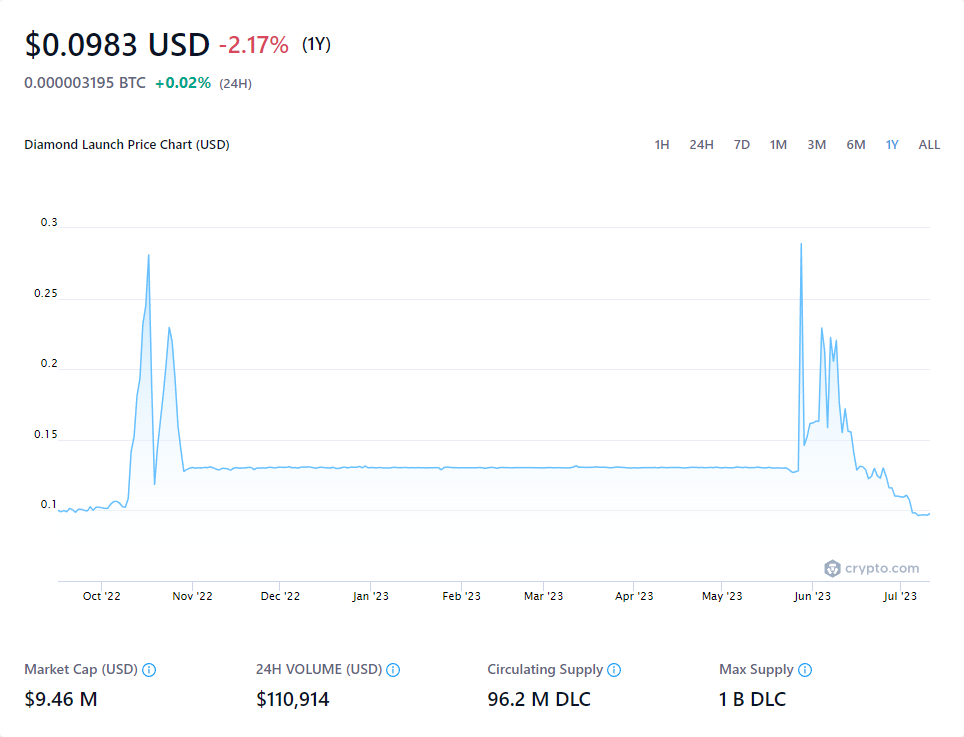 $0.0983 USD -2.17% (1Y)
0.000003195 BTC +0.02% (24H)
Diamond Launch Price Chart (USD) 1H 24H 7D 1M 3M 6M 1Y ALL
0.3
0.25
0.2
0.15
0.1
crypto.com
Oct '22 Nov '22 Dec '22 Jan '23 Feb '23 Mar '23 Apr '23 May '23 Jun '23 Jul '23
Market Cap (USD) 24H VOLUME (USD) Circulating Supply Max Supply
$9.46 M $110,914 96.2 M DLC 1 B DLC